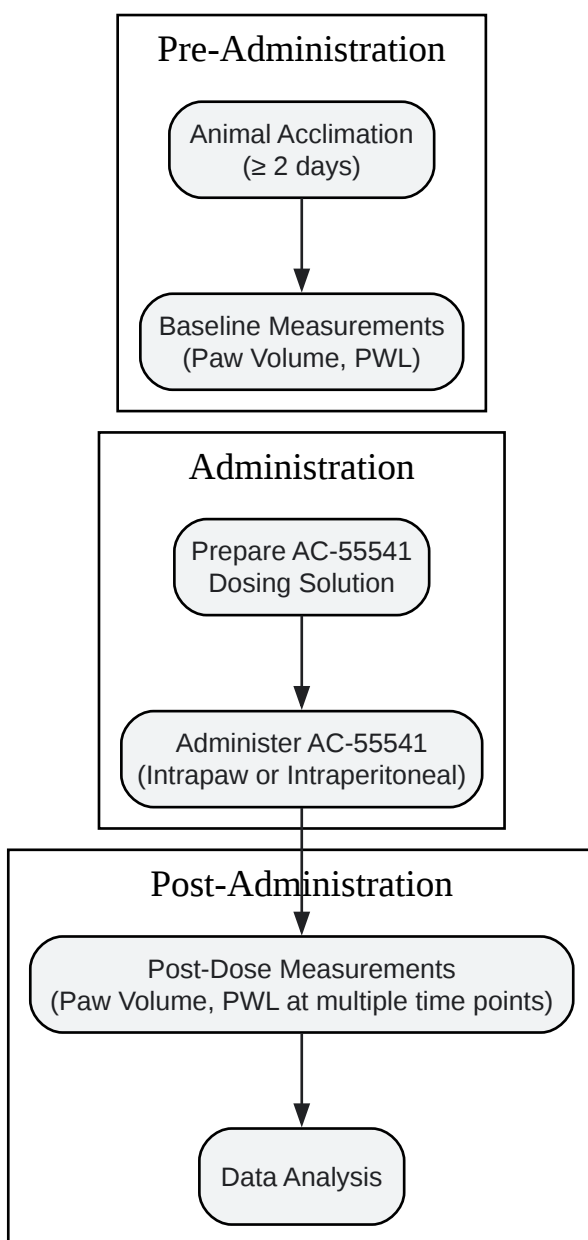 Pre-Administration
Animal Acclimation
(≥ 2 days)
Baseline Measurements
(Paw Volume, PWL)
Administration
Prepare AC-55541
Dosing Solution
Administer AC-55541
(Intrapaw or Intraperitoneal)
Post-Administration
Post-Dose Measurements
(Paw Volume, PWL at multiple time points)
Data Analysis